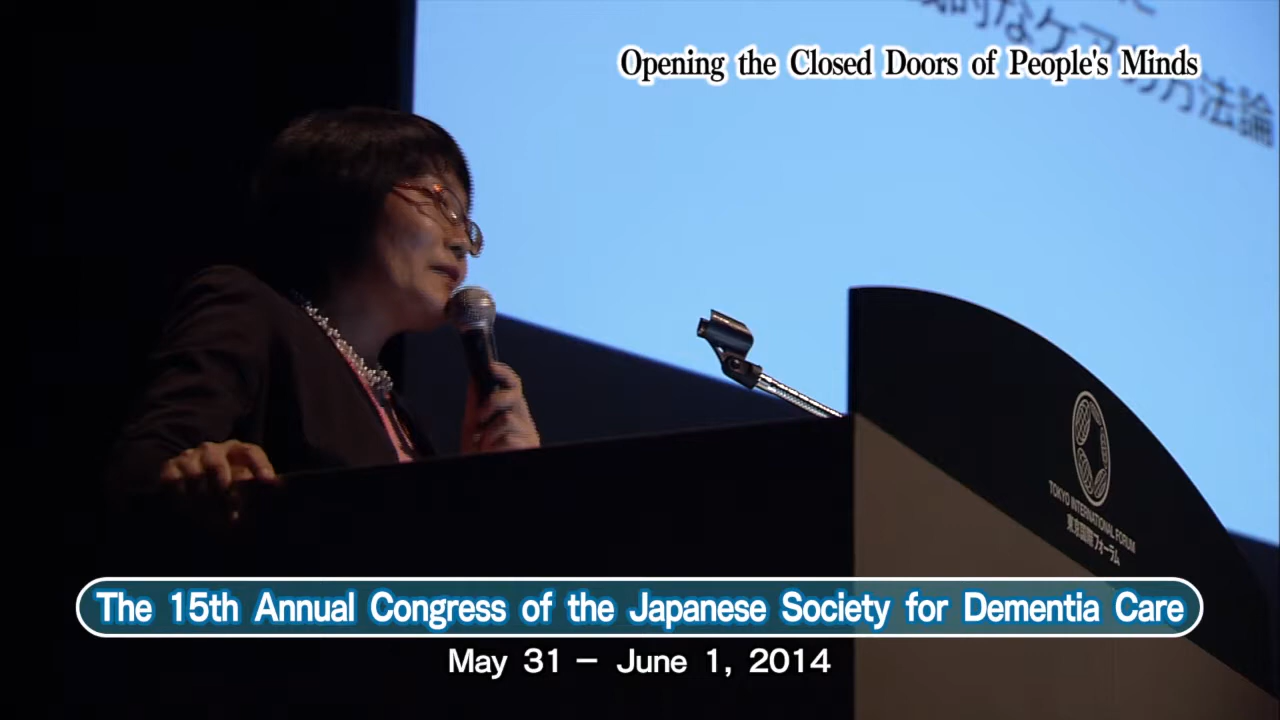 的なケアの方法論
Opening the Closed Doors of People's Minds
TOKYO INTERNATIONAL FORUM
東京国際フォーラム
The 15th Annual Congress of the Japanese Society for Dementia Care
May 31 – June 1, 2014